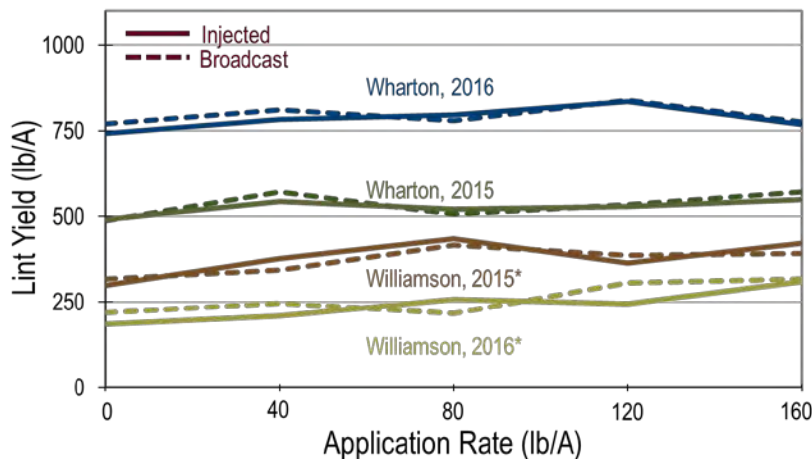 1000
Injected
Broadcast
Wharton, 2016
750
Wharton, 2015
500
Williamson, 2015*
250
Williamson, 2016*
0
0 40 80 120 160
Lint Yield (lb/A)
Application Rate (lb/A)